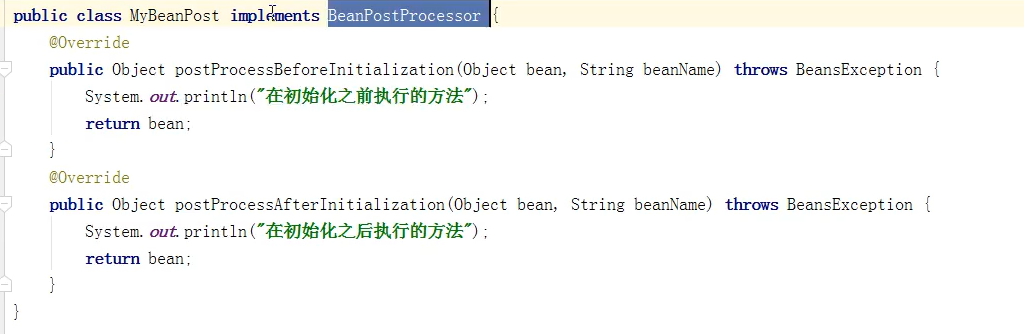 public class MyBeanPost implements BeanPostProcessor {
@Override
public Object postProcessBeforeInitialization(Object bean, String beanName) throws BeansException {
System.out.println("在初始化之前执行的方法");
return bean;
}
@Override
public Object postProcessAfterInitialization(Object bean, String beanName) throws BeansException {
System.out.println("在初始化之后执行的方法");
return bean;
}
}